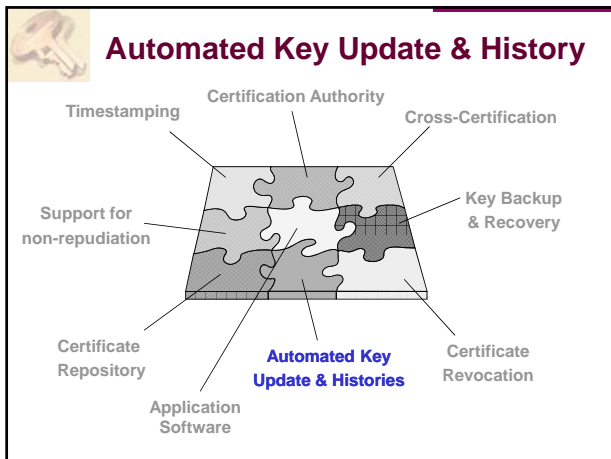 Automated Key Update & History
Certification Authority
Timestamping
Cross-Certification
Key Backup
& Recovery
Support for
non-repudiation
Certificate
Repository
Automated Key
Update & Histories
Certificate
Revocation
Application
Software